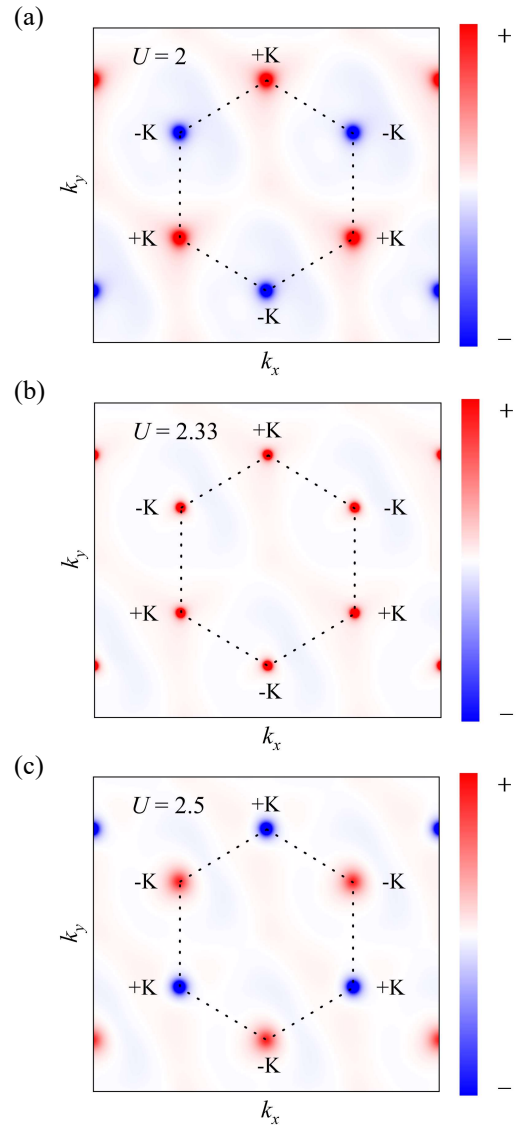 (a)
U = 2
+K
+
-K
-K
k_y
+K
+K
-K
−
k_x
(b)
U = 2.33
+K
+
-K
-K
k_y
+K
+K
-K
−
k_x
(c)
U = 2.5
+K
+
-K
-K
k_y
+K
+K
-K
−
k_x